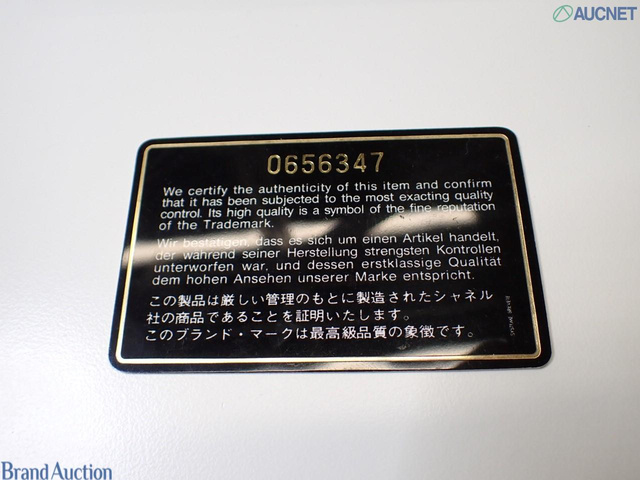 AUCNET
0656347
We certify the authenticity of this item and confirm
that it has been subjected to the most exacting quality
control. Its high quality is a symbol of the fine reputation
of the Trademark.
Wir bestätigen, dass es sich um einen Artikel handelt,
der während seiner Herstellung strengsten Kontrollen
unterworfen war, und dessen erstklassige Qualität
dem hohen Ansehen unserer Marke entspricht.
この製品は厳しい管理のもとに製造されたシャネル
社の商品であることを証明いたします。
このブランド・マークは最高級品質の象徴です。
Brand Auction